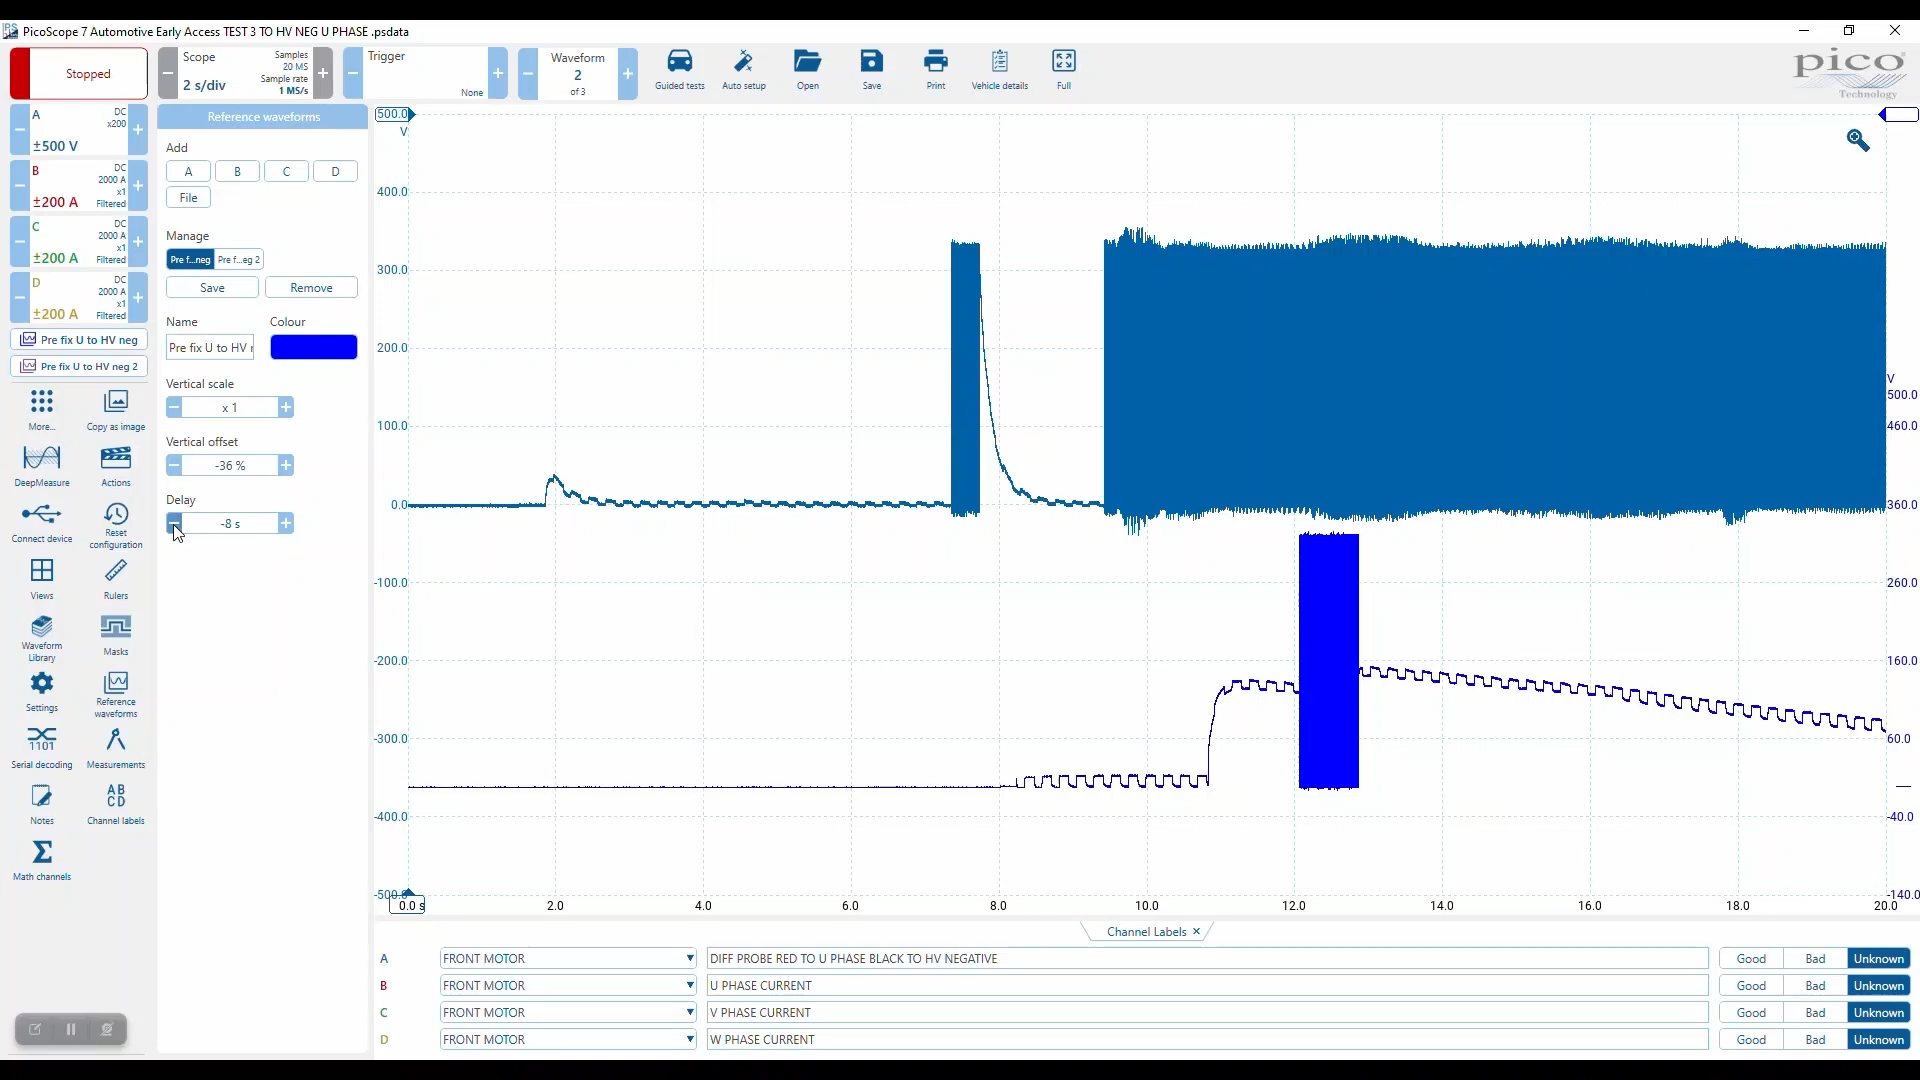 PicoScope 7 Automotive Early Access TEST 3 TO HV NEG U PHASE .psdata
Stopped
Scope
2 s/div
Samples
20 MS
Sample rate
1 MS/s
Trigger
None
Waveform
2
of 3
Guided tests
Auto setup
Open
Save
Print
Vehicle details
Full
pico
Technology
A
DC
x200
±500 V
B
DC
2000 A
x1
±200 A
Filtered
C
DC
2000 A
x1
±200 A
Filtered
D
DC
2000 A
x1
±200 A
Filtered
Pre fix U to HV neg
Pre fix U to HV neg 2
More...
Copy as image
DeepMeasure
Actions
Connect device
Reset
configuration
Views
Rulers
Waveform
Library
Masks
Settings
Reference
waveforms
1101
Serial decoding
Measurements
Notes
AB
CD
Channel labels
Math channels
Reference waveforms
Add
A
B
C
D
File
Manage
Pre f...neg
Pre f...eg 2
Save
Remove
Name
Colour
Pre fix U to HV
Vertical scale
x 1
Vertical offset
-36 %
Delay
-8 s
500.0
V
400.0
300.0
200.0
100.0
0.0
-100.0
-200.0
-300.0
-400.0
-500.0
V
500.0
460.0
360.0
260.0
160.0
60.0
-40.0
-140.0
0.0 s
2.0
4.0
6.0
8.0
10.0
12.0
14.0
16.0
18.0
20.0
Channel Labels
A
FRONT MOTOR
DIFF PROBE RED TO U PHASE BLACK TO HV NEGATIVE
Good
Bad
Unknown
B
FRONT MOTOR
U PHASE CURRENT
Good
Bad
Unknown
C
FRONT MOTOR
V PHASE CURRENT
Good
Bad
Unknown
D
FRONT MOTOR
W PHASE CURRENT
Good
Bad
Unknown